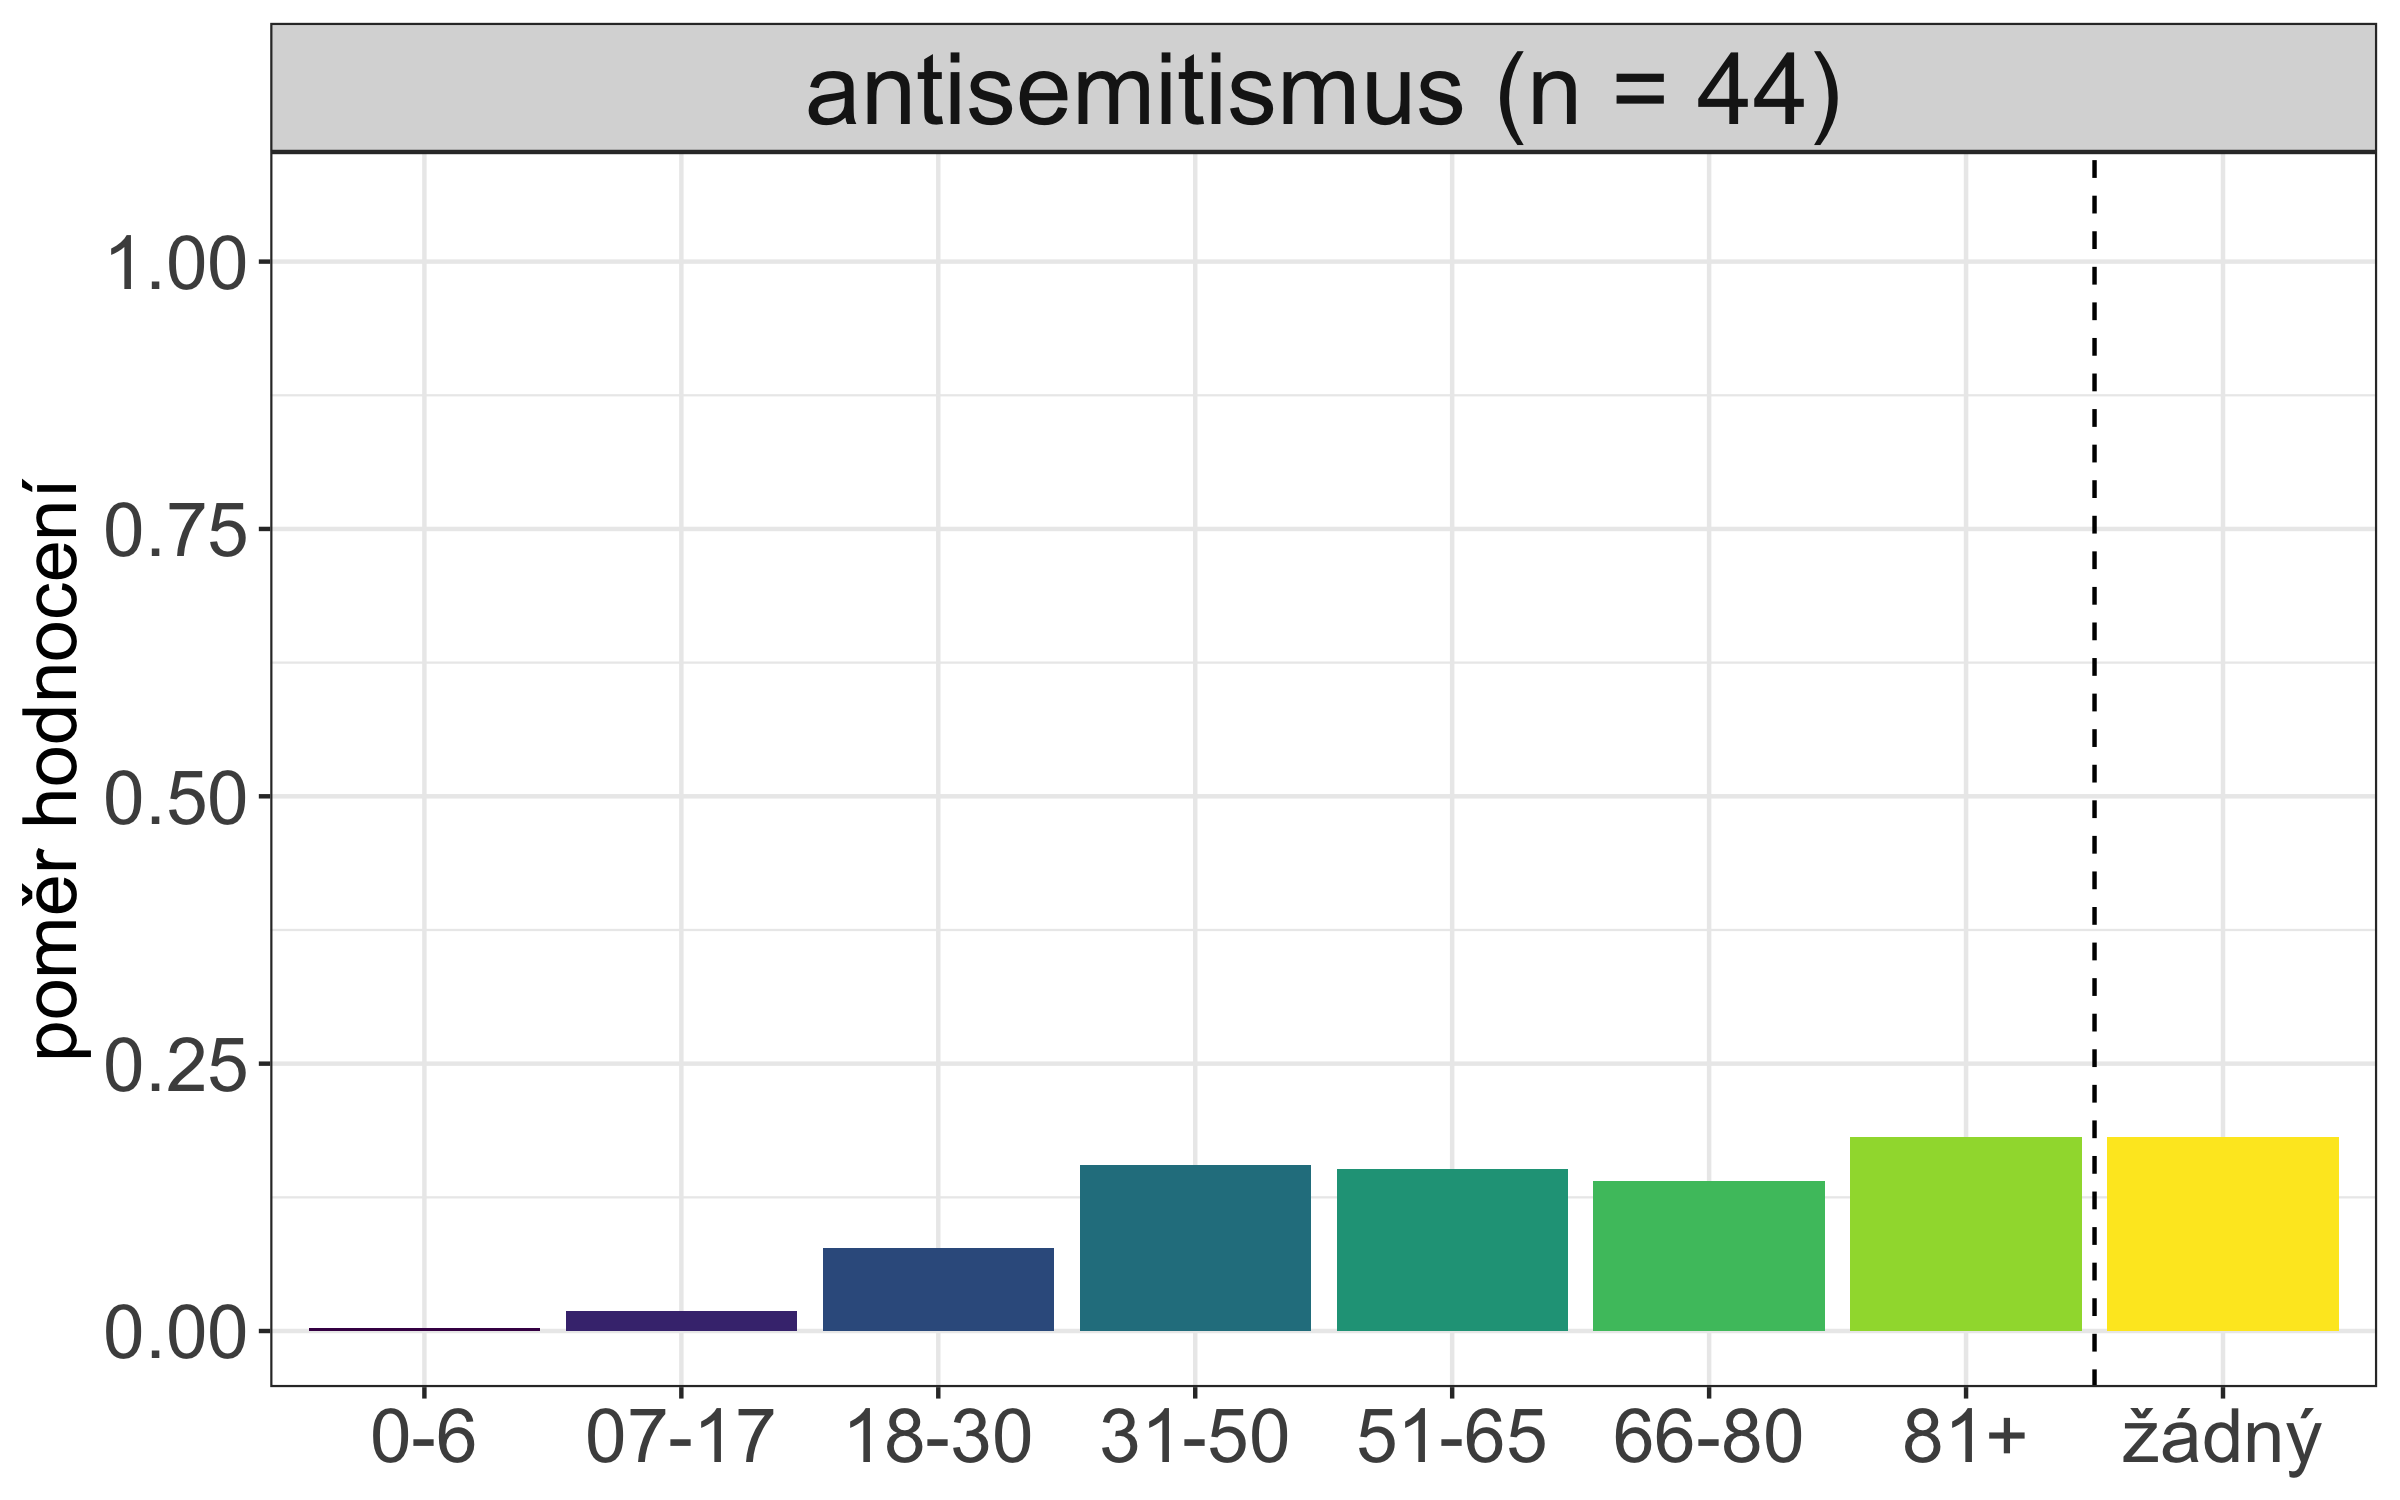 antisemitismus (n = 44)
poměr hodnocení
1.00
0.75
0.50
0.25
0.00
0-6 07-17 18-30 31-50 51-65 66-80 81+ žádný